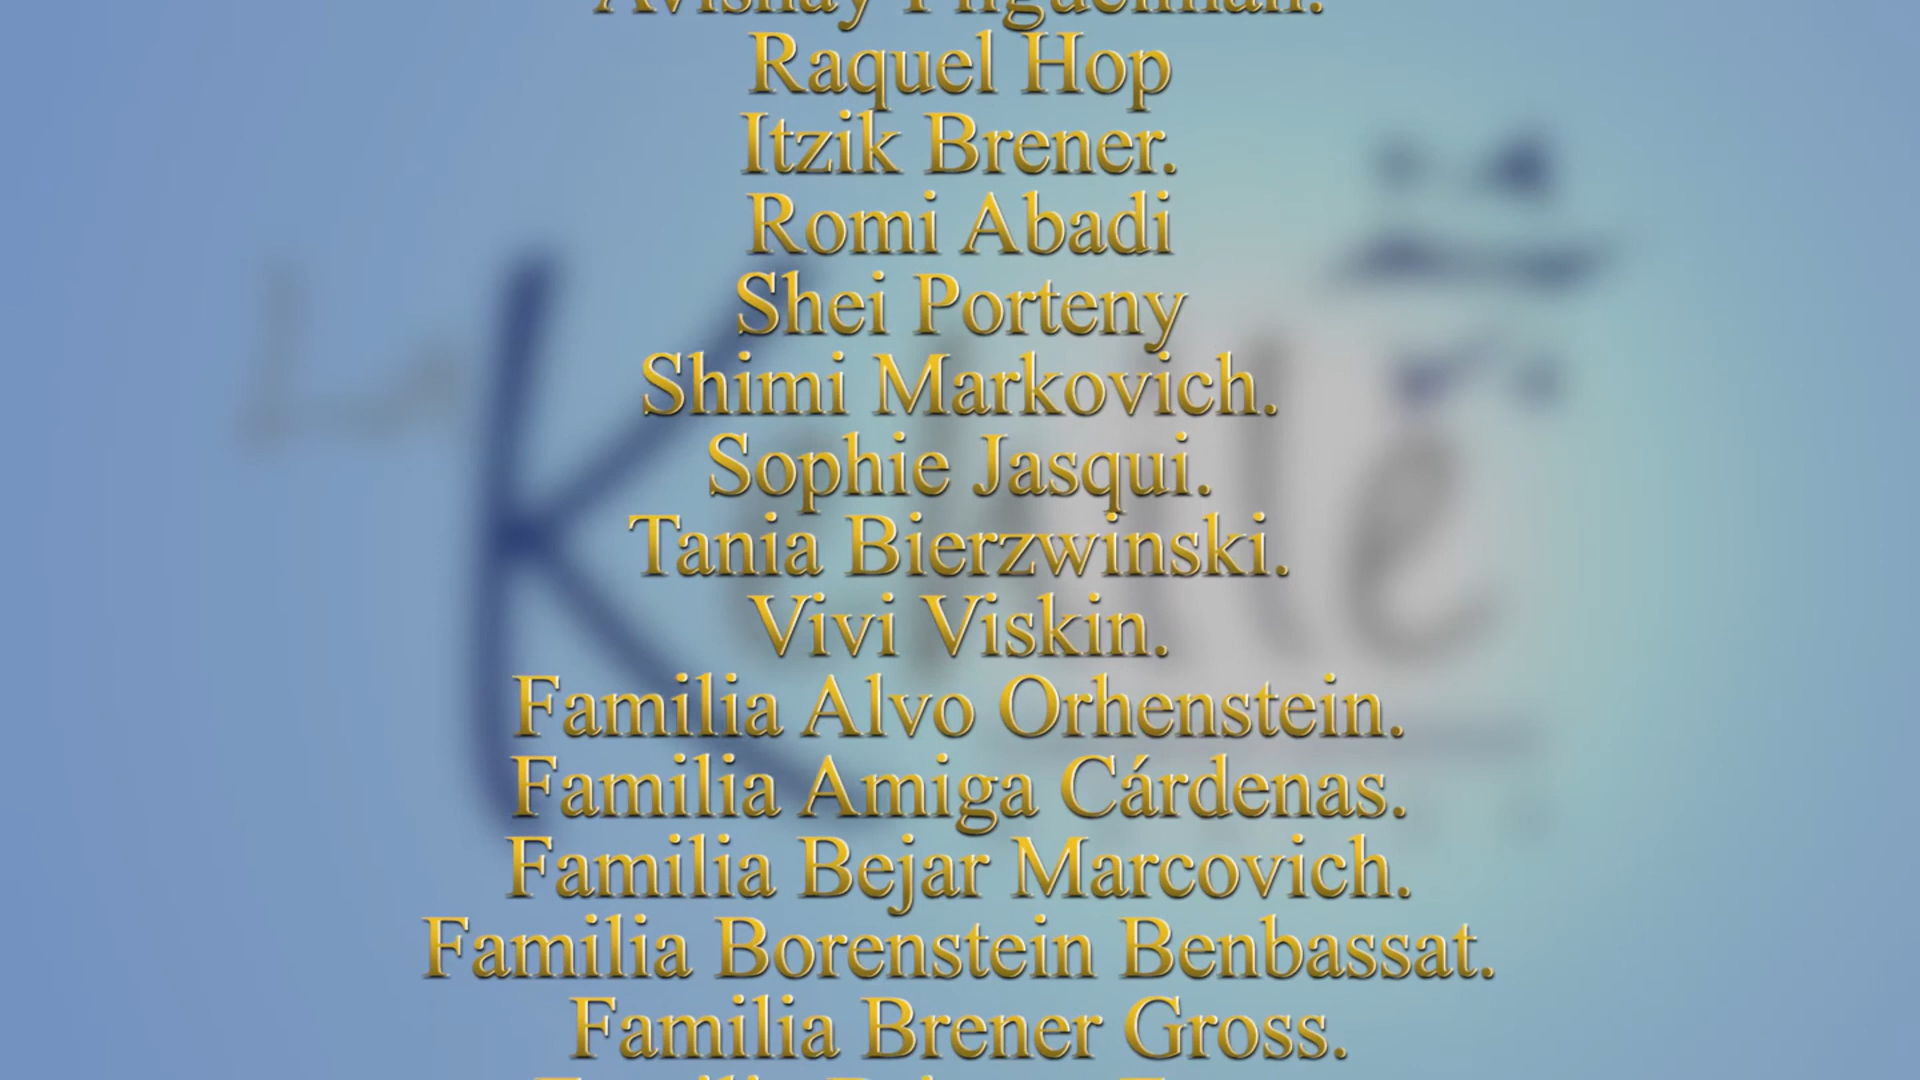 Raquel Hop
Itzik Brener.
Romi Abadi
Shei Porteny
Shimi Markovich.
Sophie Jasqui.
Tania Bierzwinski.
Vivi Viskin.
Familia Alvo Orhenstein.
Familia Amiga Cárdenas.
Familia Bejar Marcovich.
Familia Borenstein Benbassat.
Familia Brener Gross.